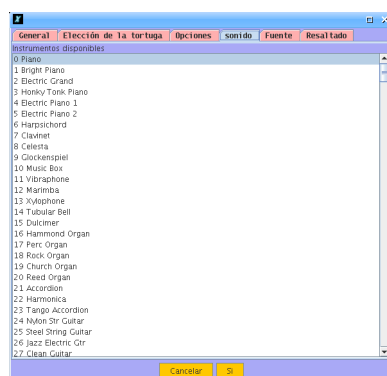 General Elección de la tortuga Opciones sonido Fuente Resaltado
Instrumentos disponibles
0 Piano
1 Bright Piano
2 Electric Grand
3 Honky Tonk Piano
4 Electric Piano 1
5 Electric Piano 2
6 Harpsichord
7 Clavinet
8 Celesta
9 Glockenspiel
10 Music Box
11 Vibraphone
12 Marimba
13 Xylophone
14 Tubular Bell
15 Dulcimer
16 Hammond Organ
17 Perc Organ
18 Rock Organ
19 Church Organ
20 Reed Organ
21 Accordion
22 Harmonica
23 Tango Accordion
24 Nylon Str Guitar
25 Steel String Guitar
26 Jazz Electric Gtr
27 Clean Guitar
Cancelar Sì